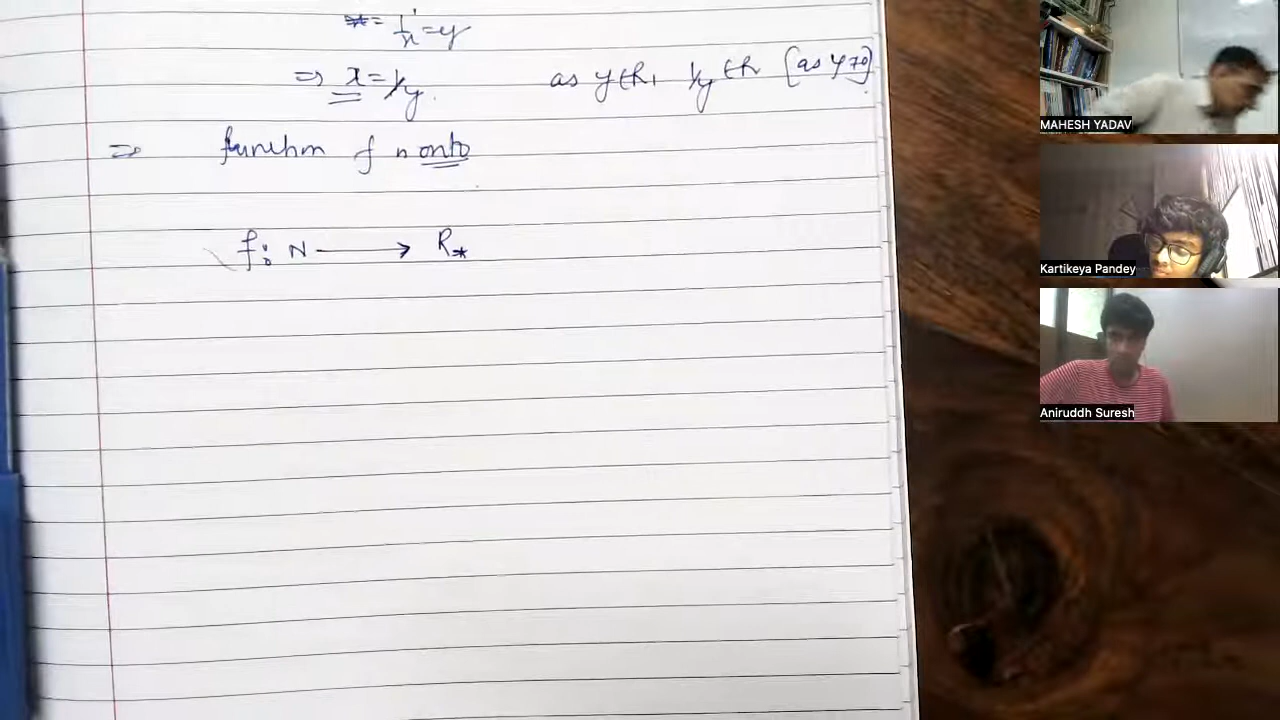 = 1/x = y
⇒ x = 1/y. as y ∈ R, 1/y ∈ R [as y≠0]
⇒ function f is onto
f: N → R*
MAHESH YADAV
Kartikeya Pandey
Aniruddh Suresh